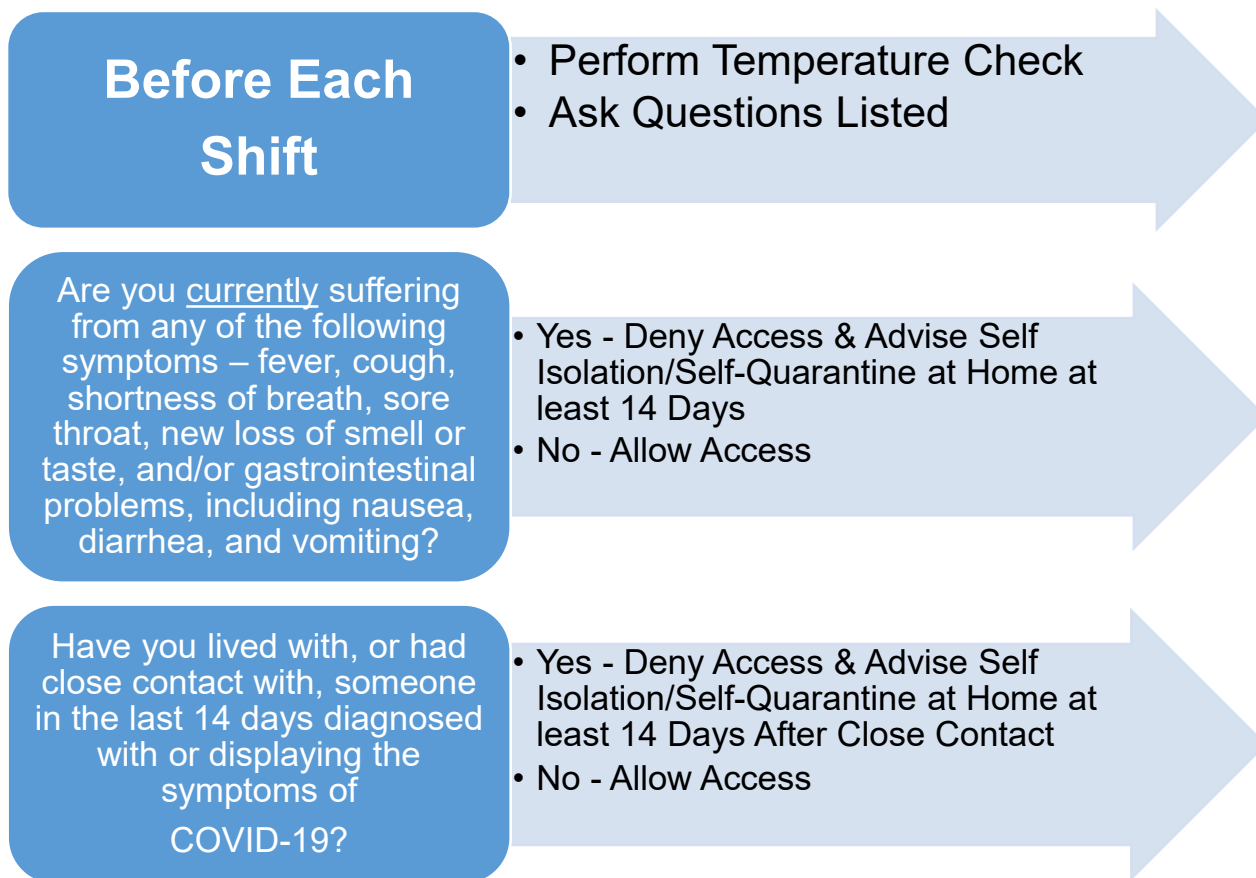 Before Each
Shift
• Perform Temperature Check
• Ask Questions Listed
Are you currently suffering
from any of the following
symptoms – fever, cough,
shortness of breath, sore
throat, new loss of smell or
taste, and/or gastrointestinal
problems, including nausea,
diarrhea, and vomiting?
• Yes - Deny Access & Advise Self
Isolation/Self-Quarantine at Home at
least 14 Days
• No - Allow Access
Have you lived with, or had
close contact with, someone
in the last 14 days diagnosed
with or displaying the
symptoms of
COVID-19?
• Yes - Deny Access & Advise Self
Isolation/Self-Quarantine at Home at
least 14 Days After Close Contact
• No - Allow Access